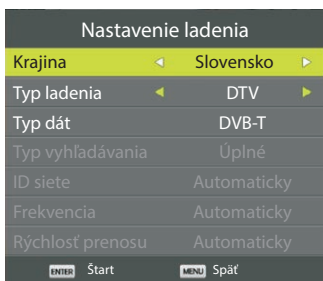 Nastavenie ladenia
Krajina Slovensko
Typ ladenia DTV
Typ dát DVB-T
Typ vyhľadávania Úplné
ID siete Automaticky
Frekvencia Automaticky
Rýchlosť prenosu Automaticky
ENTER Štart MENU Späť